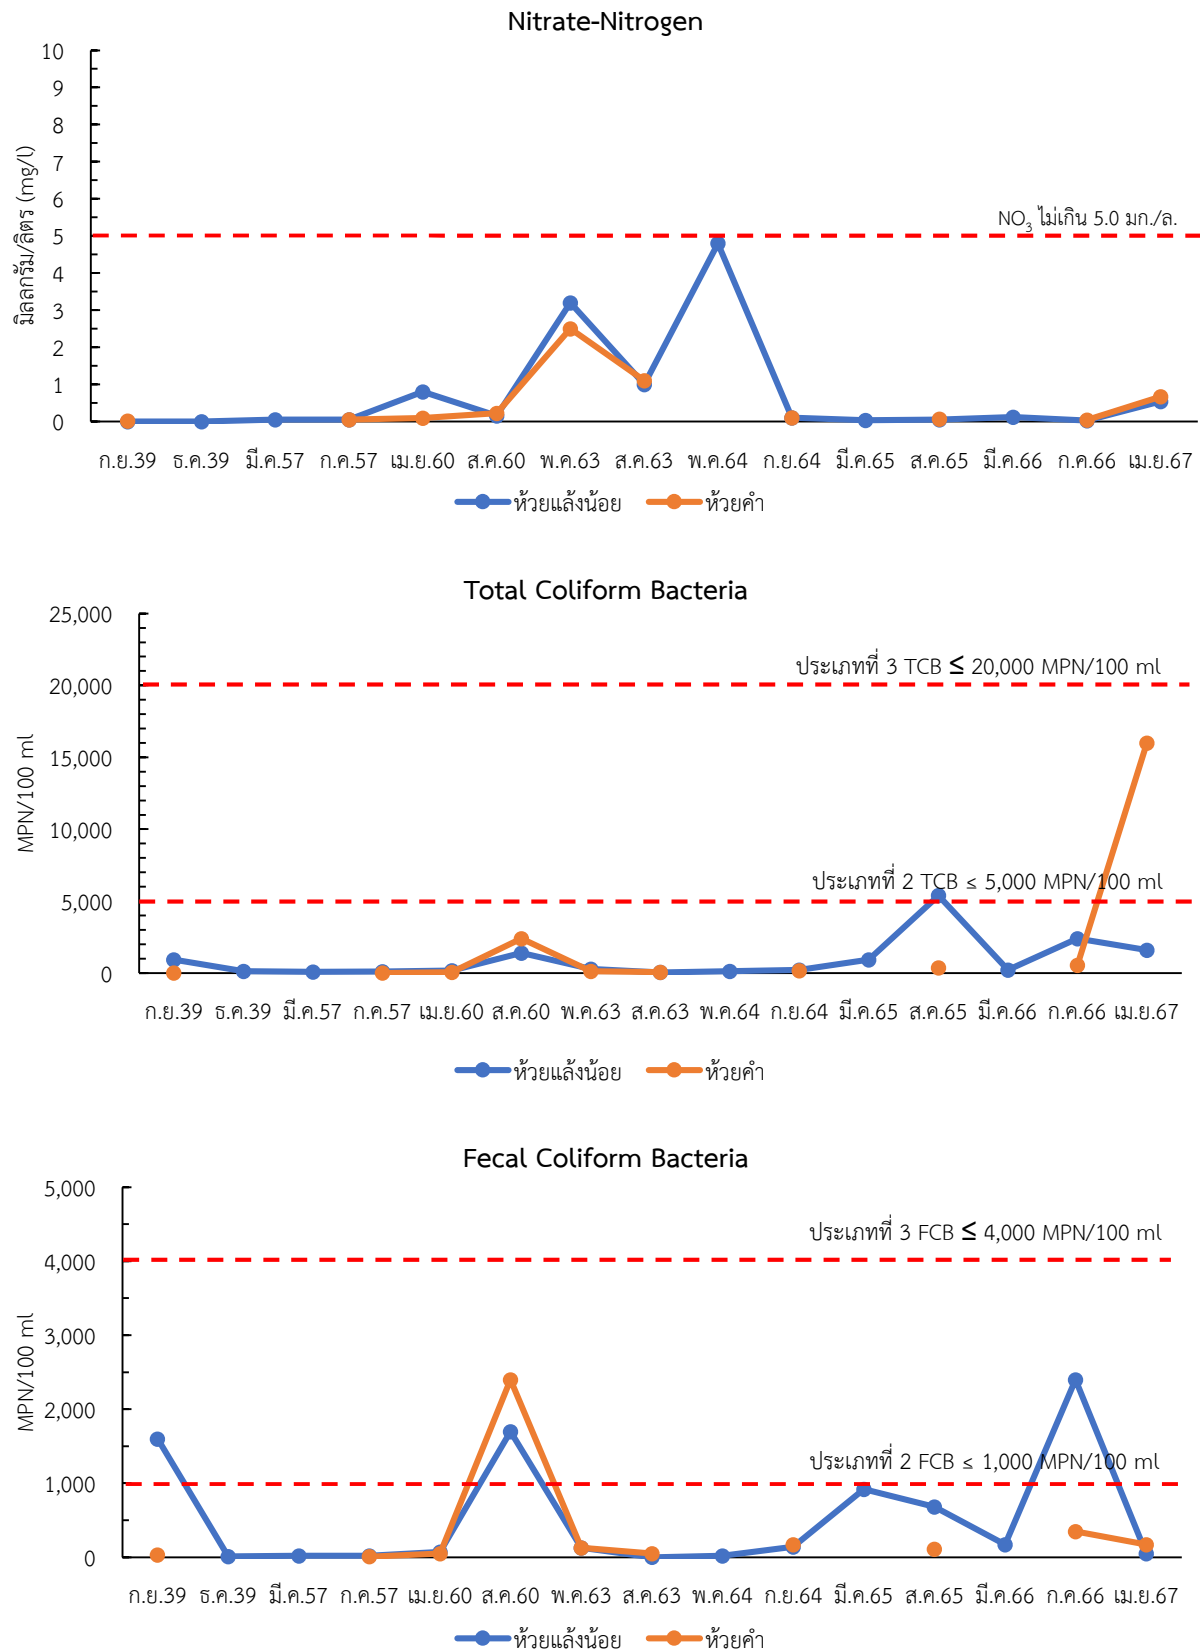 Nitrate-Nitrogen
10
9
8
7
6
5
4
3
2
1
0
มิลลกรัม/ลิตร (mg/l)
NO3 ไม่เกิน 5.0 มก./ล.
ก.ย.39 ธ.ค.39 มี.ค.57 ก.ค.57 เม.ย.60 ส.ค.60 พ.ค.63 ส.ค.63 พ.ค.64 ก.ย.64 มี.ค.65 ส.ค.65 มี.ค.66 ก.ค.66 เม.ย.67
ห้วยแล้งน้อย ห้วยคำ
Total Coliform Bacteria
25,000
20,000
15,000
10,000
5,000
0
MPN/100 ml
ประเภทที่ 3 TCB ≤ 20,000 MPN/100 ml
ประเภทที่ 2 TCB ≤ 5,000 MPN/100 ml
ก.ย.39 ธ.ค.39 มี.ค.57 ก.ค.57 เม.ย.60 ส.ค.60 พ.ค.63 ส.ค.63 พ.ค.64 ก.ย.64 มี.ค.65 ส.ค.65 มี.ค.66 ก.ค.66 เม.ย.67
ห้วยแล้งน้อย ห้วยคำ
Fecal Coliform Bacteria
5,000
4,000
3,000
2,000
1,000
0
MPN/100 ml
ประเภทที่ 3 FCB ≤ 4,000 MPN/100 ml
ประเภทที่ 2 FCB ≤ 1,000 MPN/100 ml
ก.ย.39 ธ.ค.39 มี.ค.57 ก.ค.57 เม.ย.60 ส.ค.60 พ.ค.63 ส.ค.63 พ.ค.64 ก.ย.64 มี.ค.65 ส.ค.65 มี.ค.66 ก.ค.66 เม.ย.67
ห้วยแล้งน้อย ห้วยคำ